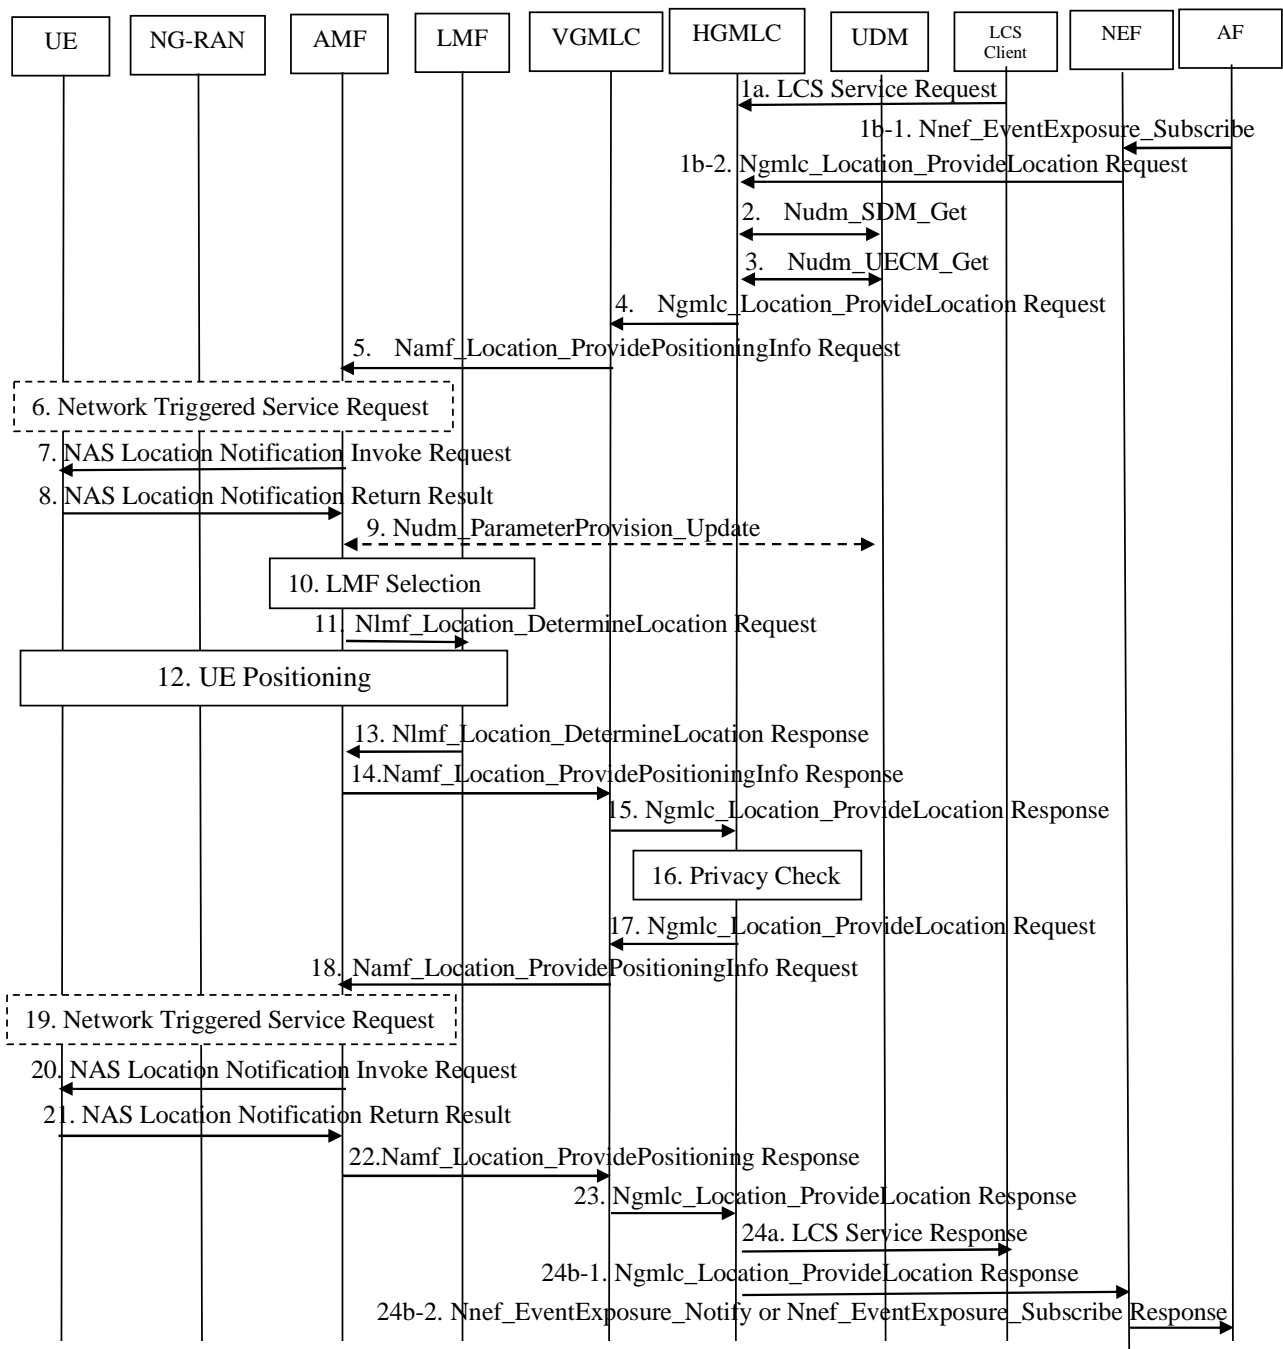 UE
NG-RAN
AMF
LMF
VGMLC
HGMLC
UDM
LCS
Client
NEF
AF
1a. LCS Service Request
1b-1. Nnef_EventExposure_Subscribe
1b-2. Ngmlc_Location_ProvideLocation Request
2. Nudm_SDM_Get
3. Nudm_UECM_Get
4. Ngmlc_Location_ProvideLocation Request
5. Namf_Location_ProvidePositioningInfo Request
6. Network Triggered Service Request
7. NAS Location Notification Invoke Request
8. NAS Location Notification Return Result
9. Nudm_ParameterProvision_Update
10. LMF Selection
11. Nlmf_Location_DetermineLocation Request
12. UE Positioning
13. Nlmf_Location_DetermineLocation Response
14.Namf_Location_ProvidePositioningInfo Response
15. Ngmlc_Location_ProvideLocation Response
16. Privacy Check
17. Ngmlc_Location_ProvideLocation Request
18. Namf_Location_ProvidePositioningInfo Request
19. Network Triggered Service Request
20. NAS Location Notification Invoke Request
21. NAS Location Notification Return Result
22.Namf_Location_ProvidePositioning Response
23. Ngmlc_Location_ProvideLocation Response
24a. LCS Service Response
24b-1. Ngmlc_Location_ProvideLocation Response
24b-2. Nnef_EventExposure_Notify or Nnef_EventExposure_Subscribe Response